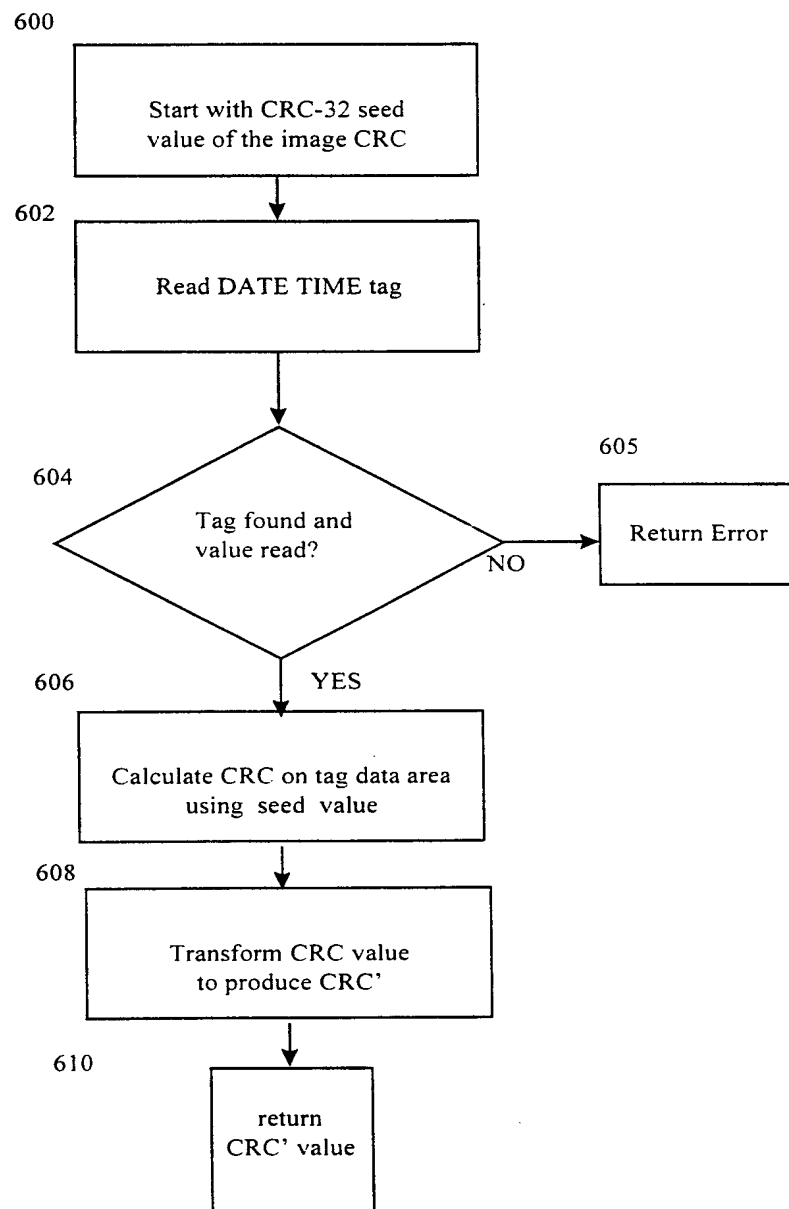 600
Start with CRC-32 seed
value of the image CRC
602
Read DATE TIME tag
604
Tag found and
value read?
605
Return Error
NO
YES
606
Calculate CRC on tag data area
using seed value
608
Transform CRC value
to produce CRC'
610
return
CRC' value